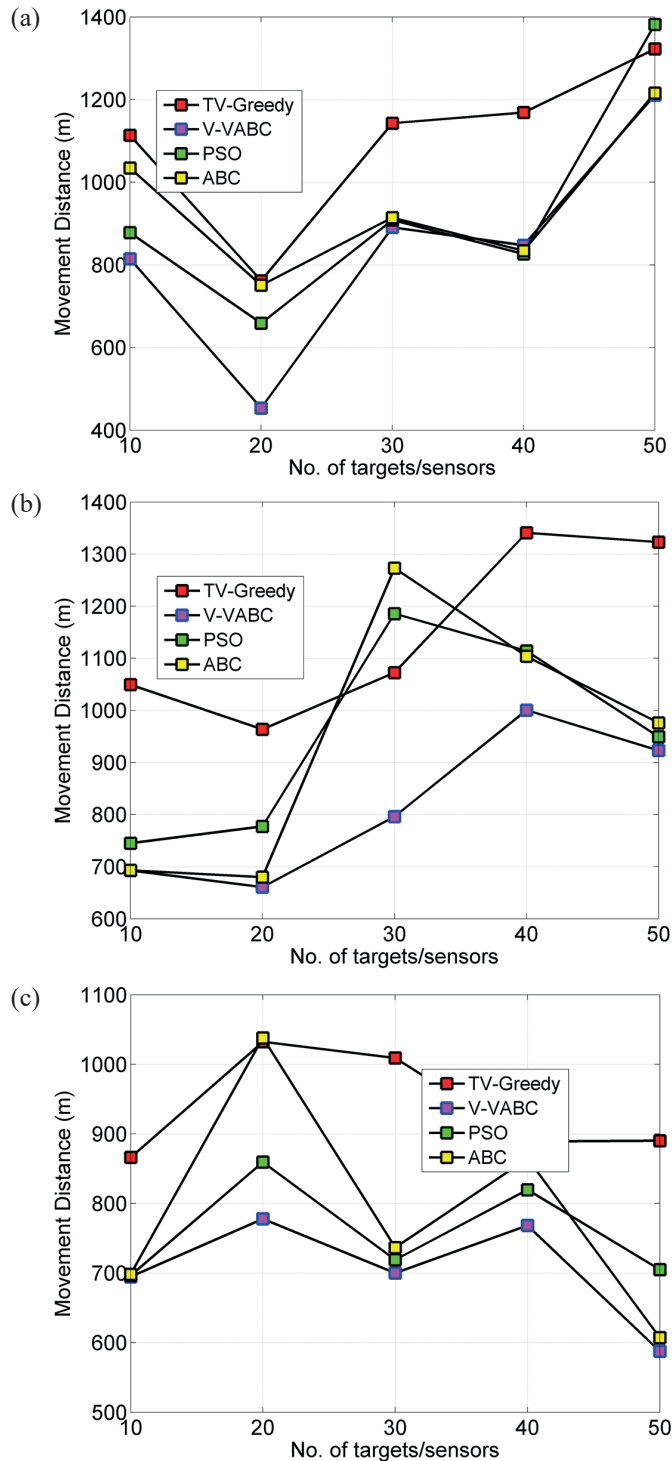 (a)
1400
1200
1000
800
600
400
Movement Distance (m)
TV-Greedy
V-VABC
PSO
ABC
10 20 30 40 50
No. of targets/sensors
(b)
1400
1300
1200
1100
1000
900
800
700
600
Movement Distance (m)
TV-Greedy
V-VABC
PSO
ABC
10 20 30 40 50
No. of targets/sensors
(c)
1100
1000
900
800
700
600
500
Movement Distance (m)
TV-Greedy
V-VABC
PSO
ABC
10 20 30 40 50
No. of targets/sensors